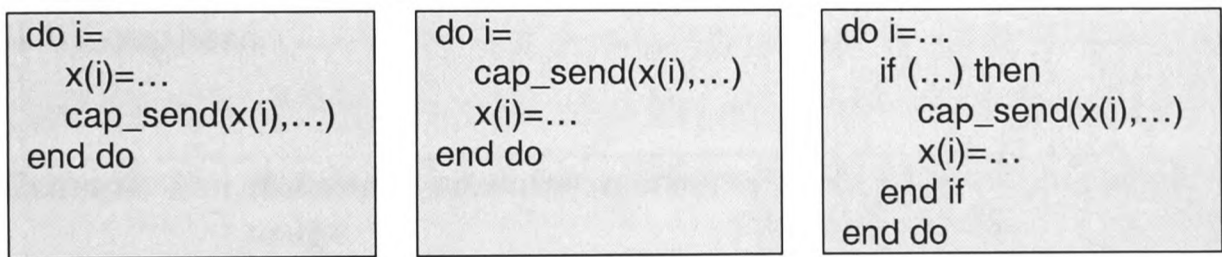 do i=
x(i)=...
cap_send(x(i),...)
end do
do i=
cap_send(x(i),...)
x(i)=...
end do
do i=...
if (...) then
cap_send(x(i),...)
x(i)=...
end if
end do